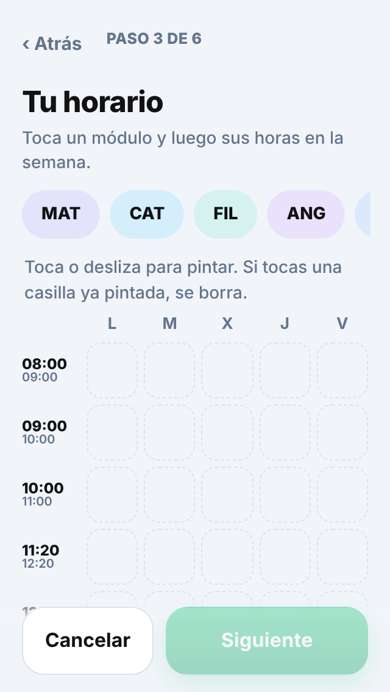 ‹ Atrás PASO 3 DE 6
Tu horario
Toca un módulo y luego sus horas en la
semana.
MAT CAT FIL ANG
Toca o desliza para pintar. Si tocas una
casilla ya pintada, se borra.
L M X J V
08:00
09:00
09:00
10:00
10:00
11:00
11:20
12:20
Cancelar Siguiente